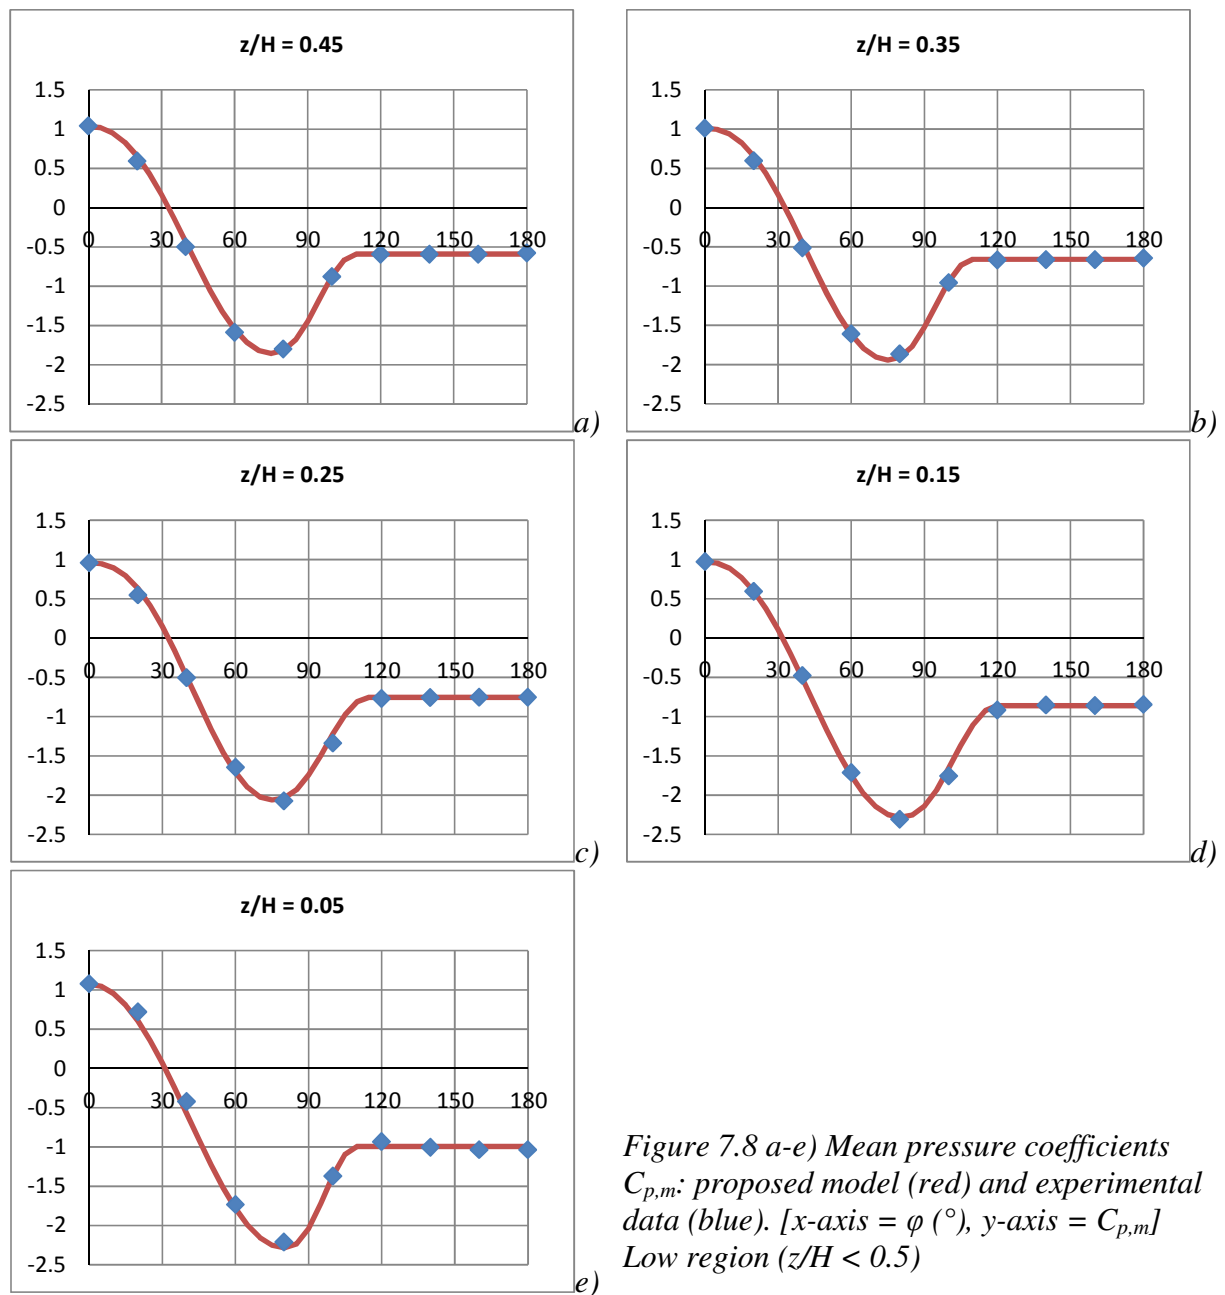 z/H = 0.45
1.5
1
0.5
0
-0.5
-1
-1.5
-2
-2.5
0 30 60 90 120 150 180
a)
z/H = 0.35
1.5
1
0.5
0
-0.5
-1
-1.5
-2
-2.5
0 30 60 90 120 150 180
b)
z/H = 0.25
1.5
1
0.5
0
-0.5
-1
-1.5
-2
-2.5
0 30 60 90 120 150 180
c)
z/H = 0.15
1.5
1
0.5
0
-0.5
-1
-1.5
-2
-2.5
0 30 60 90 120 150 180
d)
z/H = 0.05
1.5
1
0.5
0
-0.5
-1
-1.5
-2
-2.5
0 30 60 90 120 150 180
e)
Figure 7.8 a-e) Mean pressure coefficients
Cp,m: proposed model (red) and experimental
data (blue). [x-axis = φ (°), y-axis = Cp,m]
Low region (z/H < 0.5)